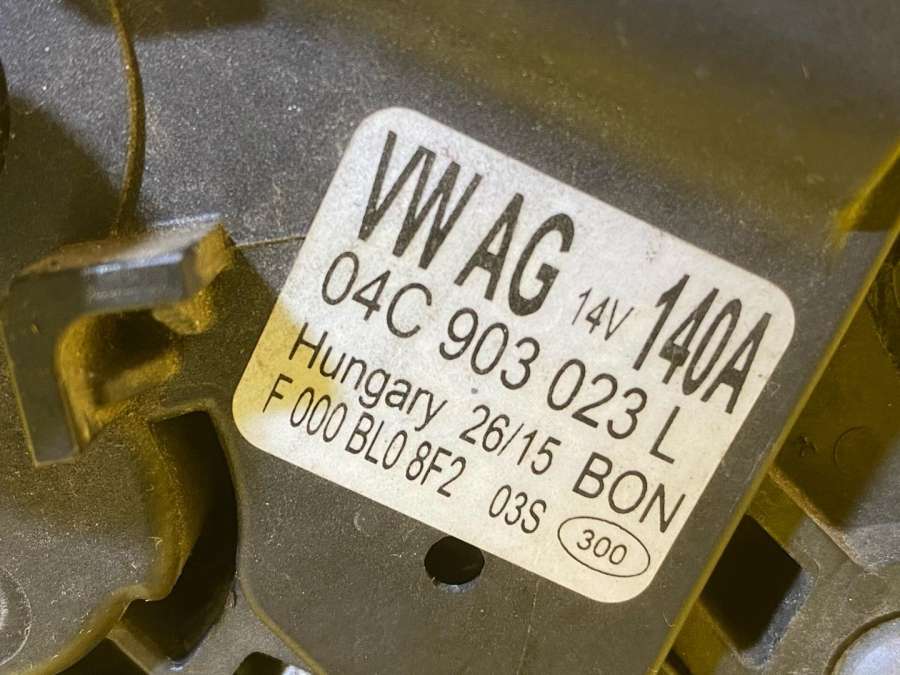 VW AG 14V 140A
04C 903 023 L
Hungary 26/15 BON
F 000 BL0 8F2 03S 300